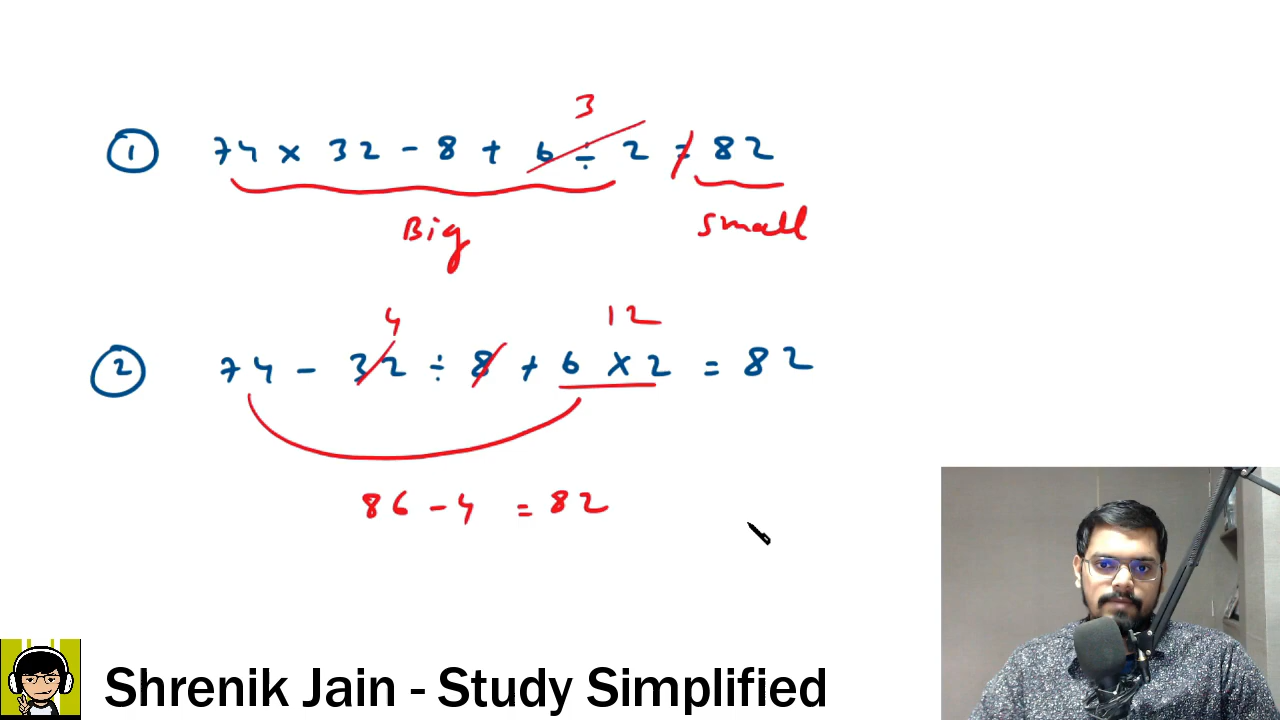 3
① 74 × 32 - 8 + 6 ÷ 2 ≠ 82
Big
small
4
12
② 74 - 32 ÷ 8 + 6 × 2 = 82
86 - 4 = 82
Shrenik Jain - Study Simplified